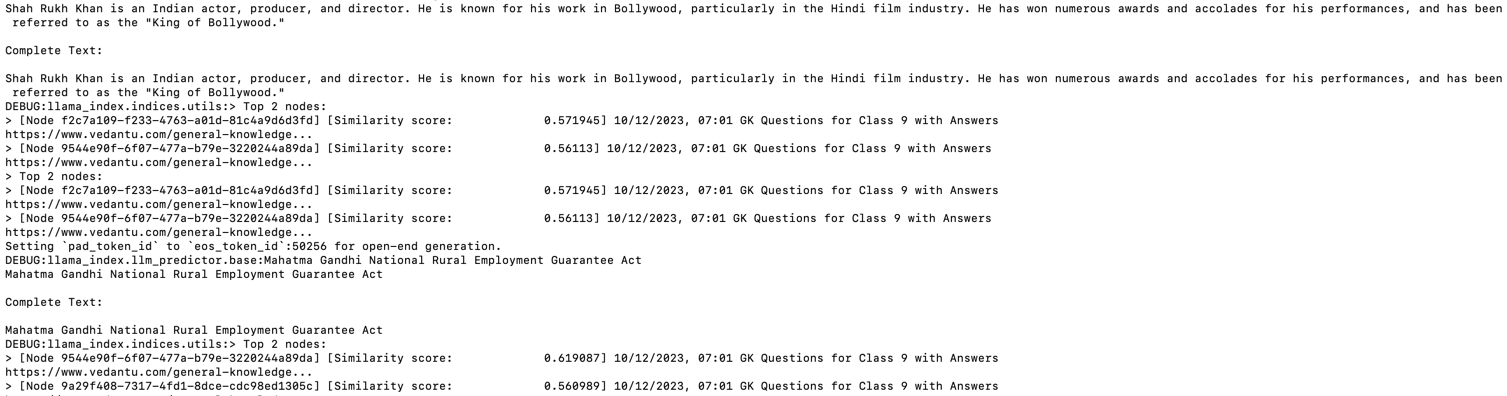 Shah Rukh Khan is an Indian actor, producer, and director. He is known for his work in Bollywood, particularly in the Hindi film industry. He has won numerous awards and accolades for his performances, and has been
referred to as the "King of Bollywood."
Complete Text:
Shah Rukh Khan is an Indian actor, producer, and director. He is known for his work in Bollywood, particularly in the Hindi film industry. He has won numerous awards and accolades for his performances, and has been
referred to as the "King of Bollywood."
DEBUG:llama_index.indices.utils:> Top 2 nodes:
> [Node f2c7a109-f233-4763-a01d-81c4a9d6d3fd] [Similarity score: 0.571945] 10/12/2023, 07:01 GK Questions for Class 9 with Answers
https://www.vedantu.com/general-knowledge...
> [Node 9544e90f-6f07-477a-b79e-3220244a89da] [Similarity score: 0.56113] 10/12/2023, 07:01 GK Questions for Class 9 with Answers
https://www.vedantu.com/general-knowledge...
> Top 2 nodes:
> [Node f2c7a109-f233-4763-a01d-81c4a9d6d3fd] [Similarity score: 0.571945] 10/12/2023, 07:01 GK Questions for Class 9 with Answers
https://www.vedantu.com/general-knowledge...
> [Node 9544e90f-6f07-477a-b79e-3220244a89da] [Similarity score: 0.56113] 10/12/2023, 07:01 GK Questions for Class 9 with Answers
https://www.vedantu.com/general-knowledge...
Setting `pad_token_id` to `eos_token_id`:50256 for open-end generation.
DEBUG:llama_index.llm_predictor.base:Mahatma Gandhi National Rural Employment Guarantee Act
Mahatma Gandhi National Rural Employment Guarantee Act
Complete Text:
Mahatma Gandhi National Rural Employment Guarantee Act
DEBUG:llama_index.indices.utils:> Top 2 nodes:
> [Node 9544e90f-6f07-477a-b79e-3220244a89da] [Similarity score: 0.619087] 10/12/2023, 07:01 GK Questions for Class 9 with Answers
https://www.vedantu.com/general-knowledge...
> [Node 9a29f408-7317-4fd1-8dce-cdc98ed1305c] [Similarity score: 0.560989] 10/12/2023, 07:01 GK Questions for Class 9 with Answers